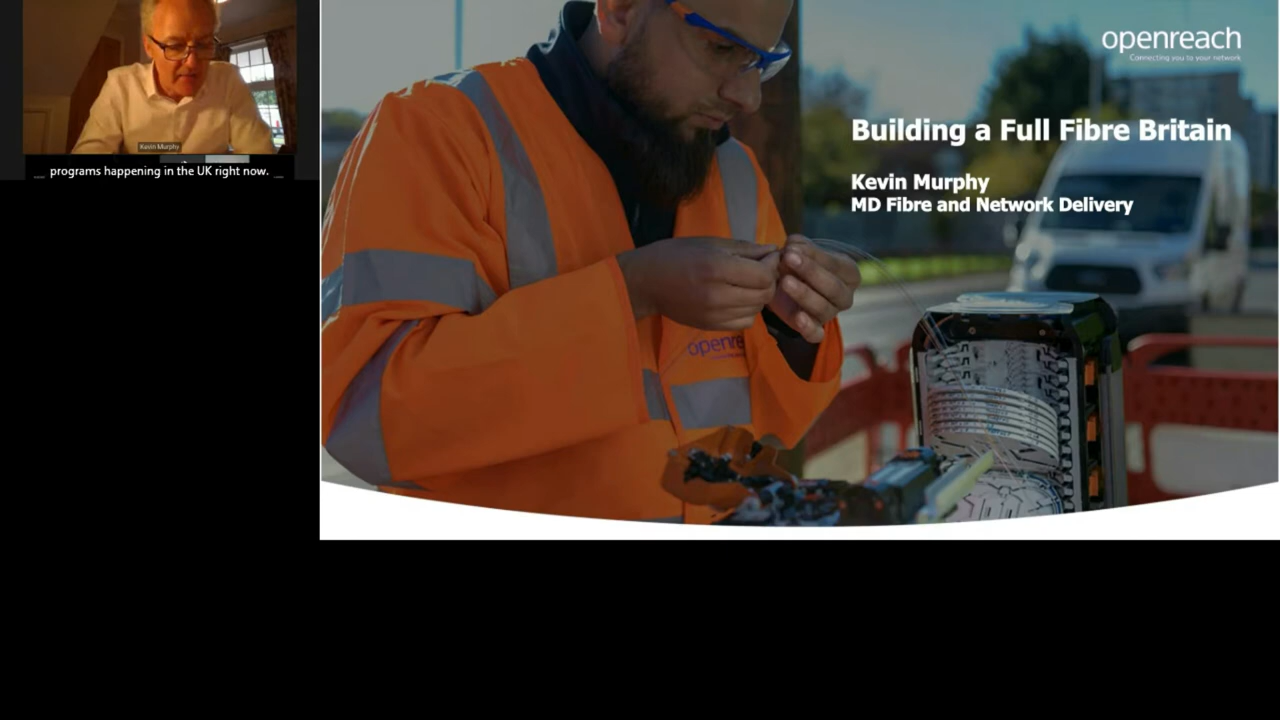 Kevin Murphy
programs happening in the UK right now.
openreach
Connecting you to your network
Building a Full Fibre Britain
Kevin Murphy
MD Fibre and Network Delivery
openre